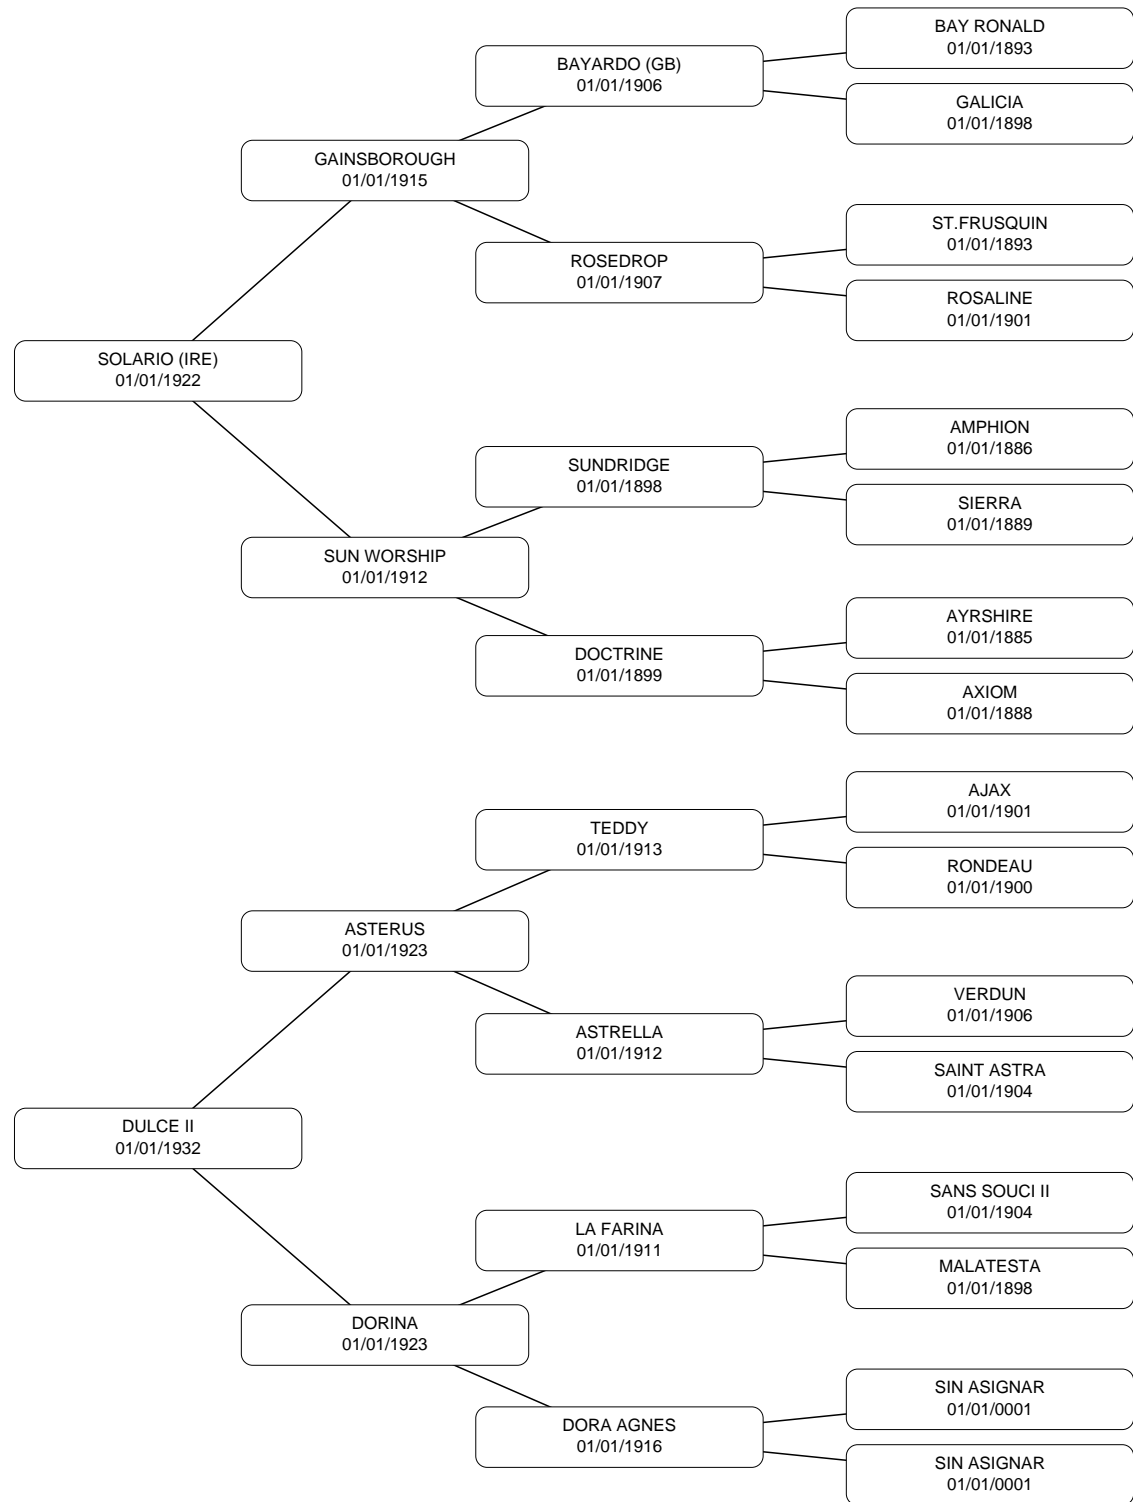 BAY RONALD
01/01/1893
BAYARDO (GB)
01/01/1906
GALICIA
01/01/1898
GAINSBOROUGH
01/01/1915
ST.FRUSQUIN
01/01/1893
ROSEDROP
01/01/1907
ROSALINE
01/01/1901
SOLARIO (IRE)
01/01/1922
AMPHION
01/01/1886
SUNDRIDGE
01/01/1898
SIERRA
01/01/1889
SUN WORSHIP
01/01/1912
AYRSHIRE
01/01/1885
DOCTRINE
01/01/1899
AXIOM
01/01/1888
AJAX
01/01/1901
TEDDY
01/01/1913
RONDEAU
01/01/1900
ASTERUS
01/01/1923
VERDUN
01/01/1906
ASTRELLA
01/01/1912
SAINT ASTRA
01/01/1904
DULCE II
01/01/1932
SANS SOUCI II
01/01/1904
LA FARINA
01/01/1911
MALATESTA
01/01/1898
DORINA
01/01/1923
SIN ASIGNAR
01/01/0001
DORA AGNES
01/01/1916
SIN ASIGNAR
01/01/0001